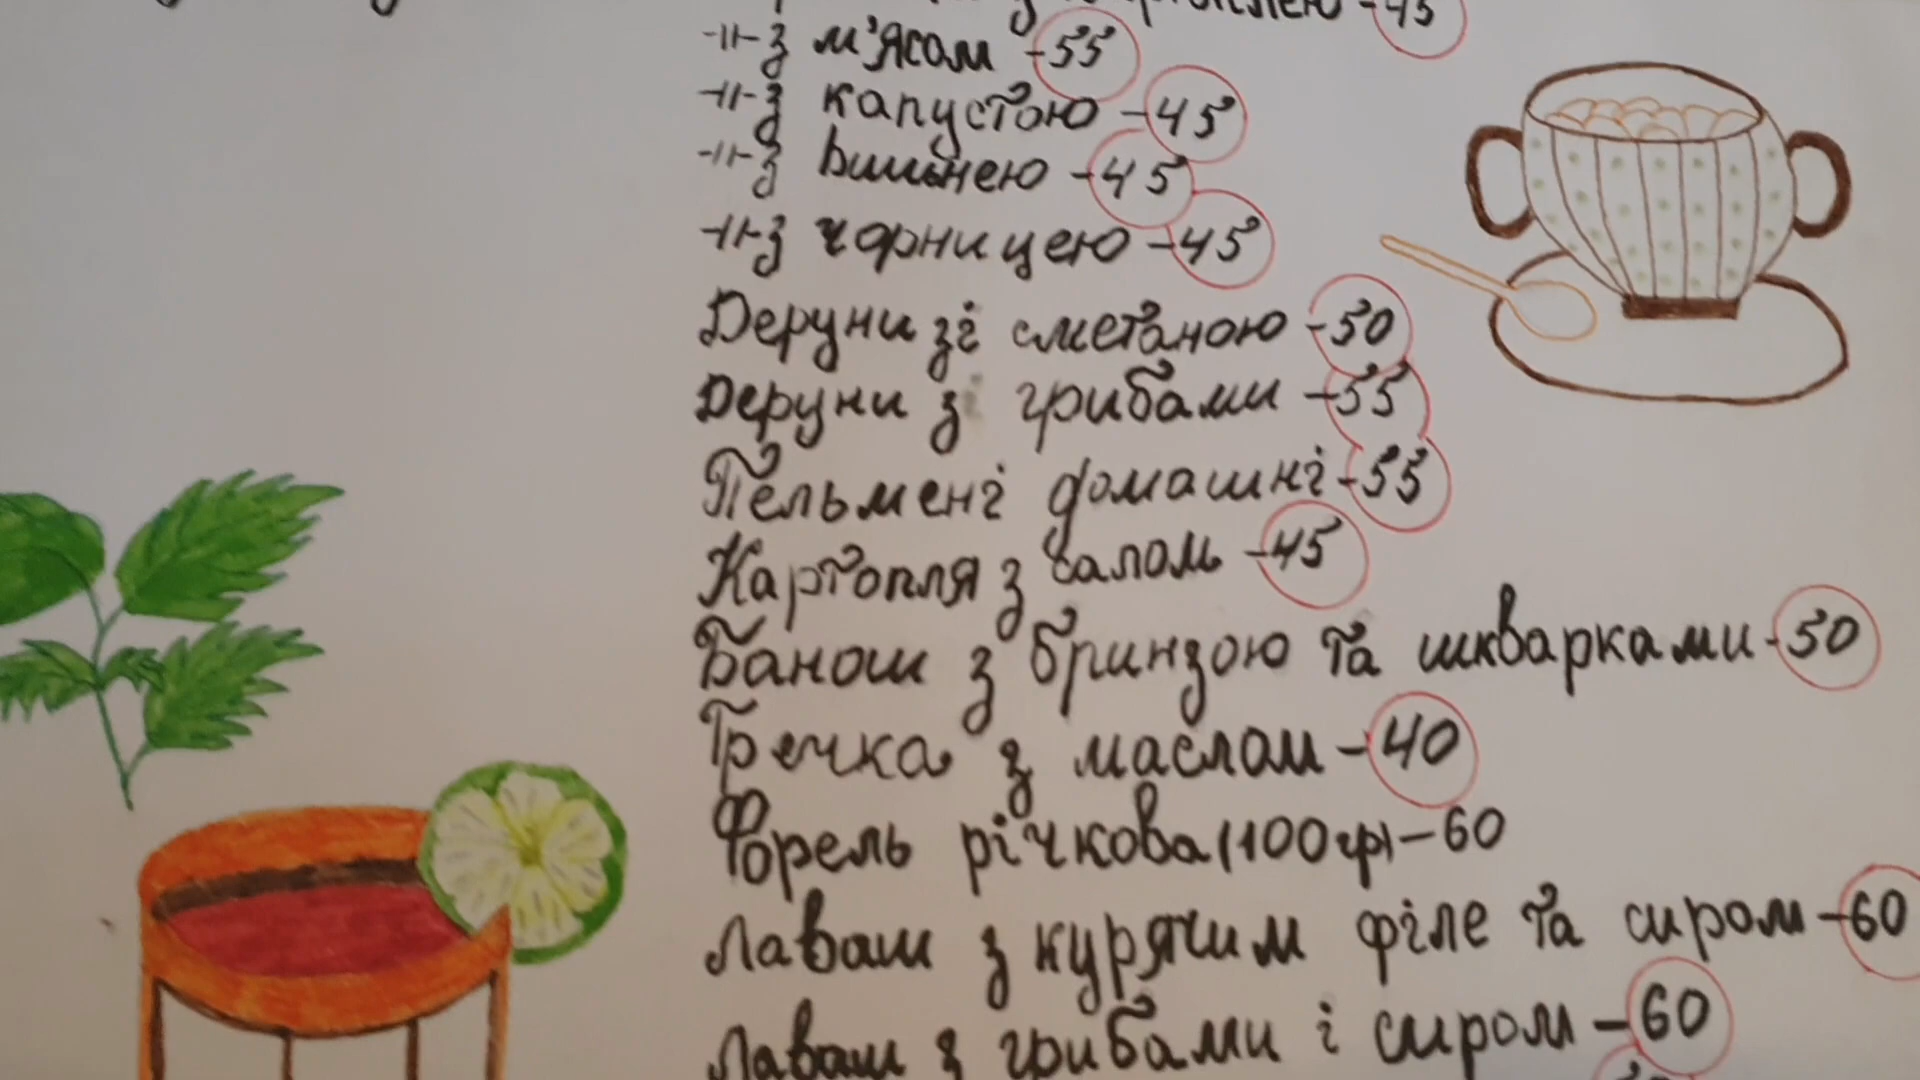 -45
-||- з м'ясом -55
-||- з капустою -45
-||- з вишнею -45
-||- з чорницею -45
Деруни зі сметаною -50
Деруни з грибами -55
Пельмені домашні -55
Картопля з салом -45
Банош з бринзою та шкварками -50
Гречка з маслом -40
Форель річкова (100гр) -60
Лаваш з курячим філе та сиром -60
Лаваш з грибами і сиром -60